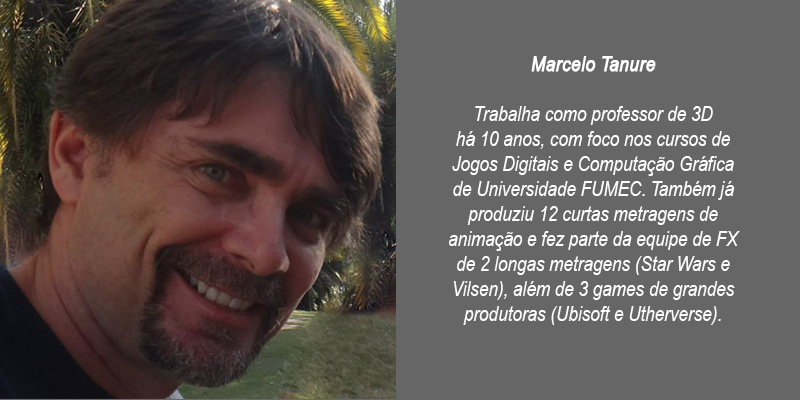 Marcelo Tanure
Trabalha como professor de 3D
há 10 anos, com foco nos cursos de
Jogos Digitais e Computação Gráfica
de Universidade FUMEC. Também já
produziu 12 curtas metragens de
animação e fez parte da equipe de FX
de 2 longas metragens (Star Wars e
Vilsen), além de 3 games de grandes
produtoras (Ubisoft e Utherverse).